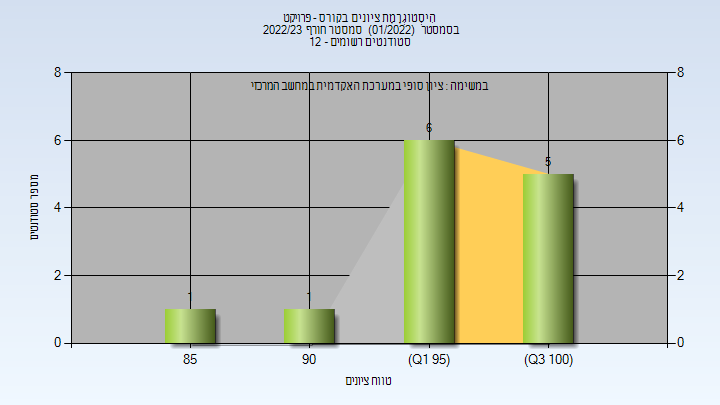 היסטוגרמת ציונים בקורס - פרויקט
בסמסטר (01/2022) סמסטר חורף 2022/23
סטודנטים רשומים - 12
במשימה : ציון סופי במערכת האקדמית במחשב המרכזי
8
8
6
6
6
5
מספר סטודנטים
4
4
2
2
1
1
0
0
85
90
(Q1 95)
(Q3 100)
טווח ציונים